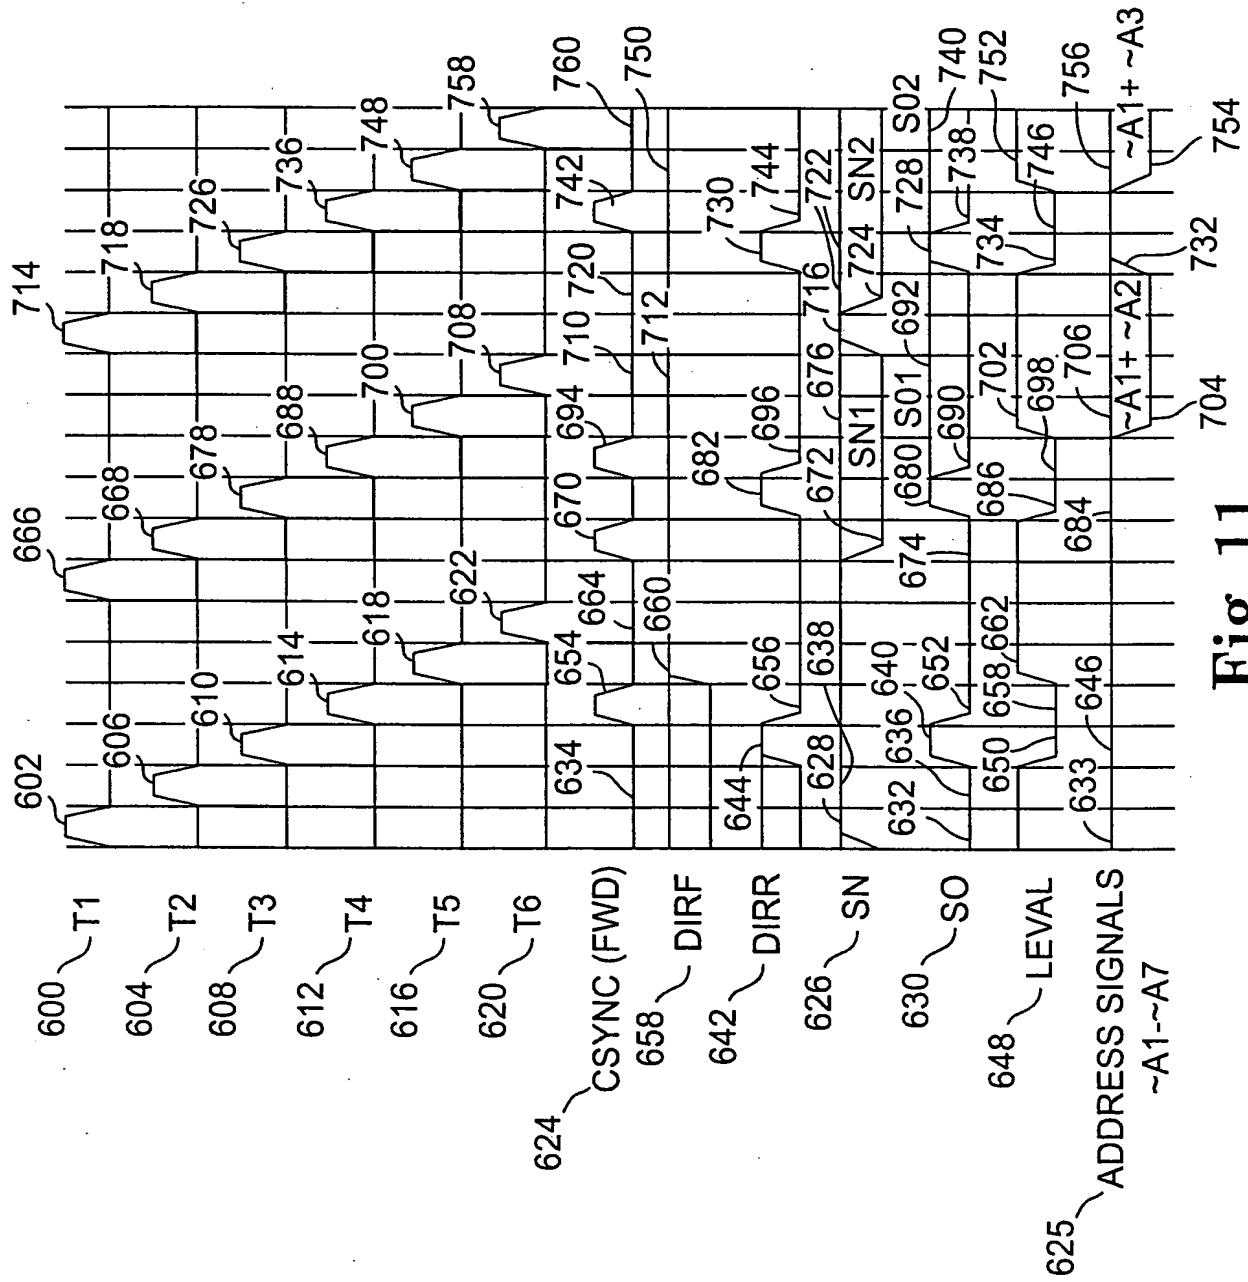 602 666 714
606 668 718
610 678 726
614 688 736
618 700 748
622 708 758
600 T1
604 T2
608 T3
612 T4
616 T5
620 T6
624 CSYNC (FWD)
634 654 664 670 694 710 720 742 760
658 DIRF
660 712 750
642 DIRR
644 656 682 696 730 744
626 SN
628 638 672 SN1 676 716 724 722 SN2
630 SO
632 636 640 652 674 680 S01 690 692 728 738 S02 740
648 LEVAL
650 658 662 686 698 702 734 746 752
625 ADDRESS SIGNALS
~A1-~A7
633 646 684 704 ~A1+ ~A2 706 732 754 ~A1+ ~A3 756
Fig. 11